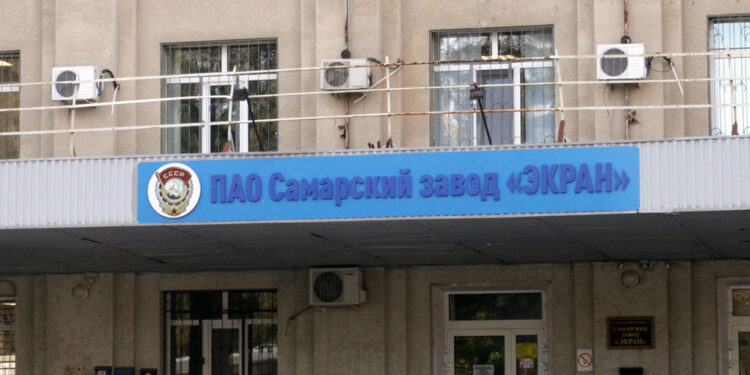 СССР
ПАО Самарский завод «ЭКРАН»
САМАРСКИЙ
ЗАВОД
«ЭКРАН»